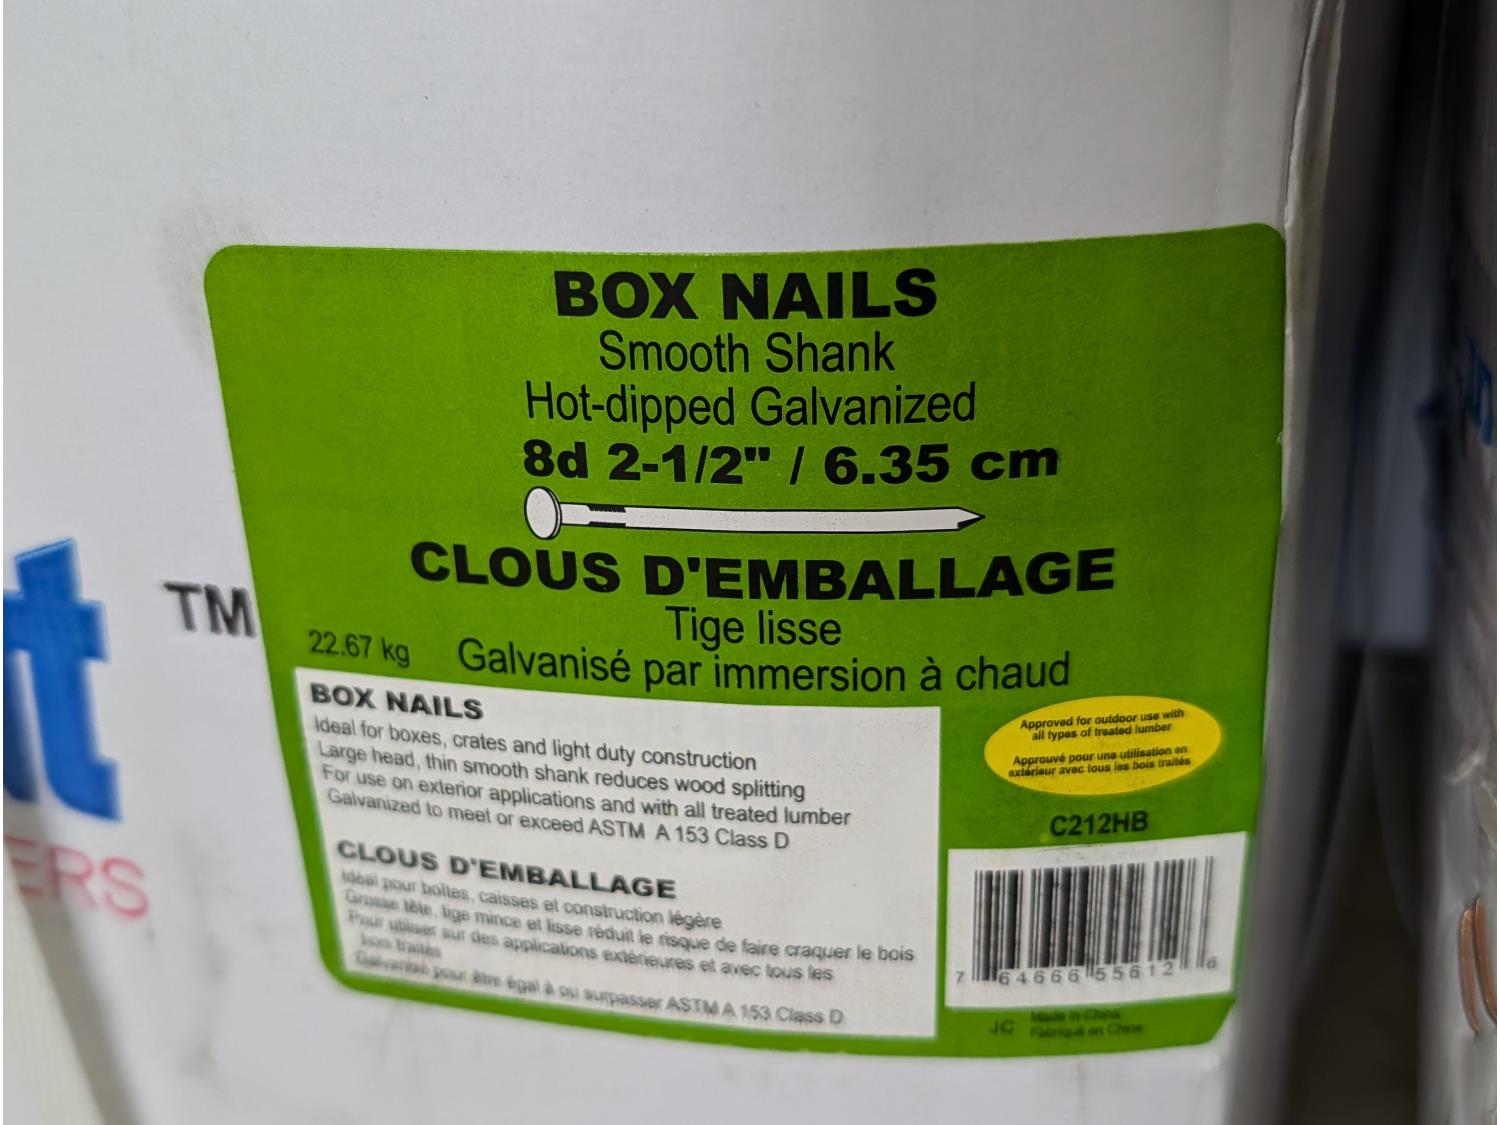 BOX NAILS
Smooth Shank
Hot-dipped Galvanized
8d 2-1/2" / 6.35 cm
CLOUS D'EMBALLAGE
Tige lisse
22.67 kg Galvanisé par immersion à chaud
TM
t
ERS
BOX NAILS
Ideal for boxes, crates and light duty construction
Large head, thin smooth shank reduces wood splitting
For use on exterior applications and with all treated lumber
Galvanized to meet or exceed ASTM A 153 Class D
CLOUS D'EMBALLAGE
Idéal pour boîtes, caisses et construction légère
Grosse tête, tige mince et lisse réduit le risque de faire craquer le bois
Pour utiliser sur des applications extérieures et avec tous les
bois traités
Galvanisé pour être égal à ou surpasser ASTM A 153 Class D
Approved for outdoor use with
all types of treated lumber
Approuvé pour une utilisation en
extérieur avec tous les bois traités
C212HB
7 64666 55612 6
JC Made in China
Fabriqué en Chine